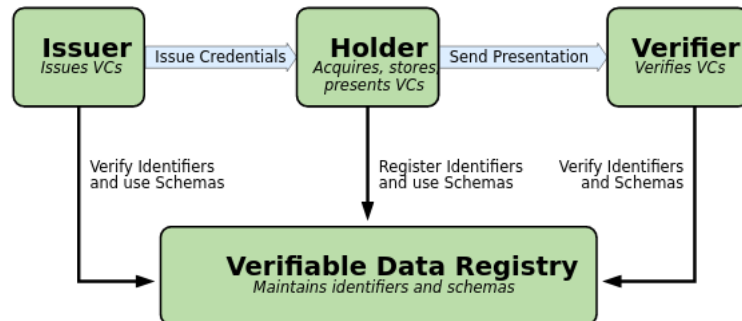 Issuer
Issues VCs
Issue Credentials
Holder
Acquires, stores,
presents VCs
Send Presentation
Verifier
Verifies VCs
Verify Identifiers
and use Schemas
Register Identifiers
and use Schemas
Verify Identifiers
and Schemas
Verifiable Data Registry
Maintains identifiers and schemas